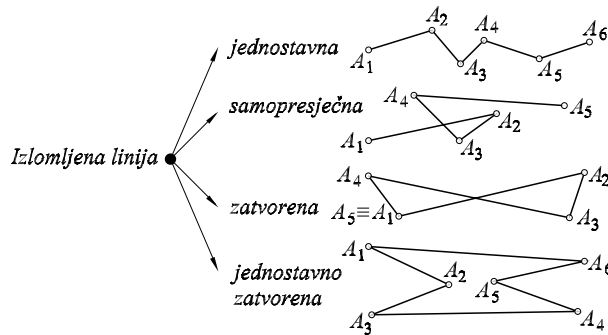 A₂ A₄ A₆
jednostavna
A₁ A₃ A₅
A₄ A₅
samopresječna
A₁ A₂ A₃
Izlomljena linija
A₄ A₂
zatvorena
A₅ ≡ A₁ A₃
A₁ A₆
jednostavno
A₂ A₅
zatvorena
A₃ A₄